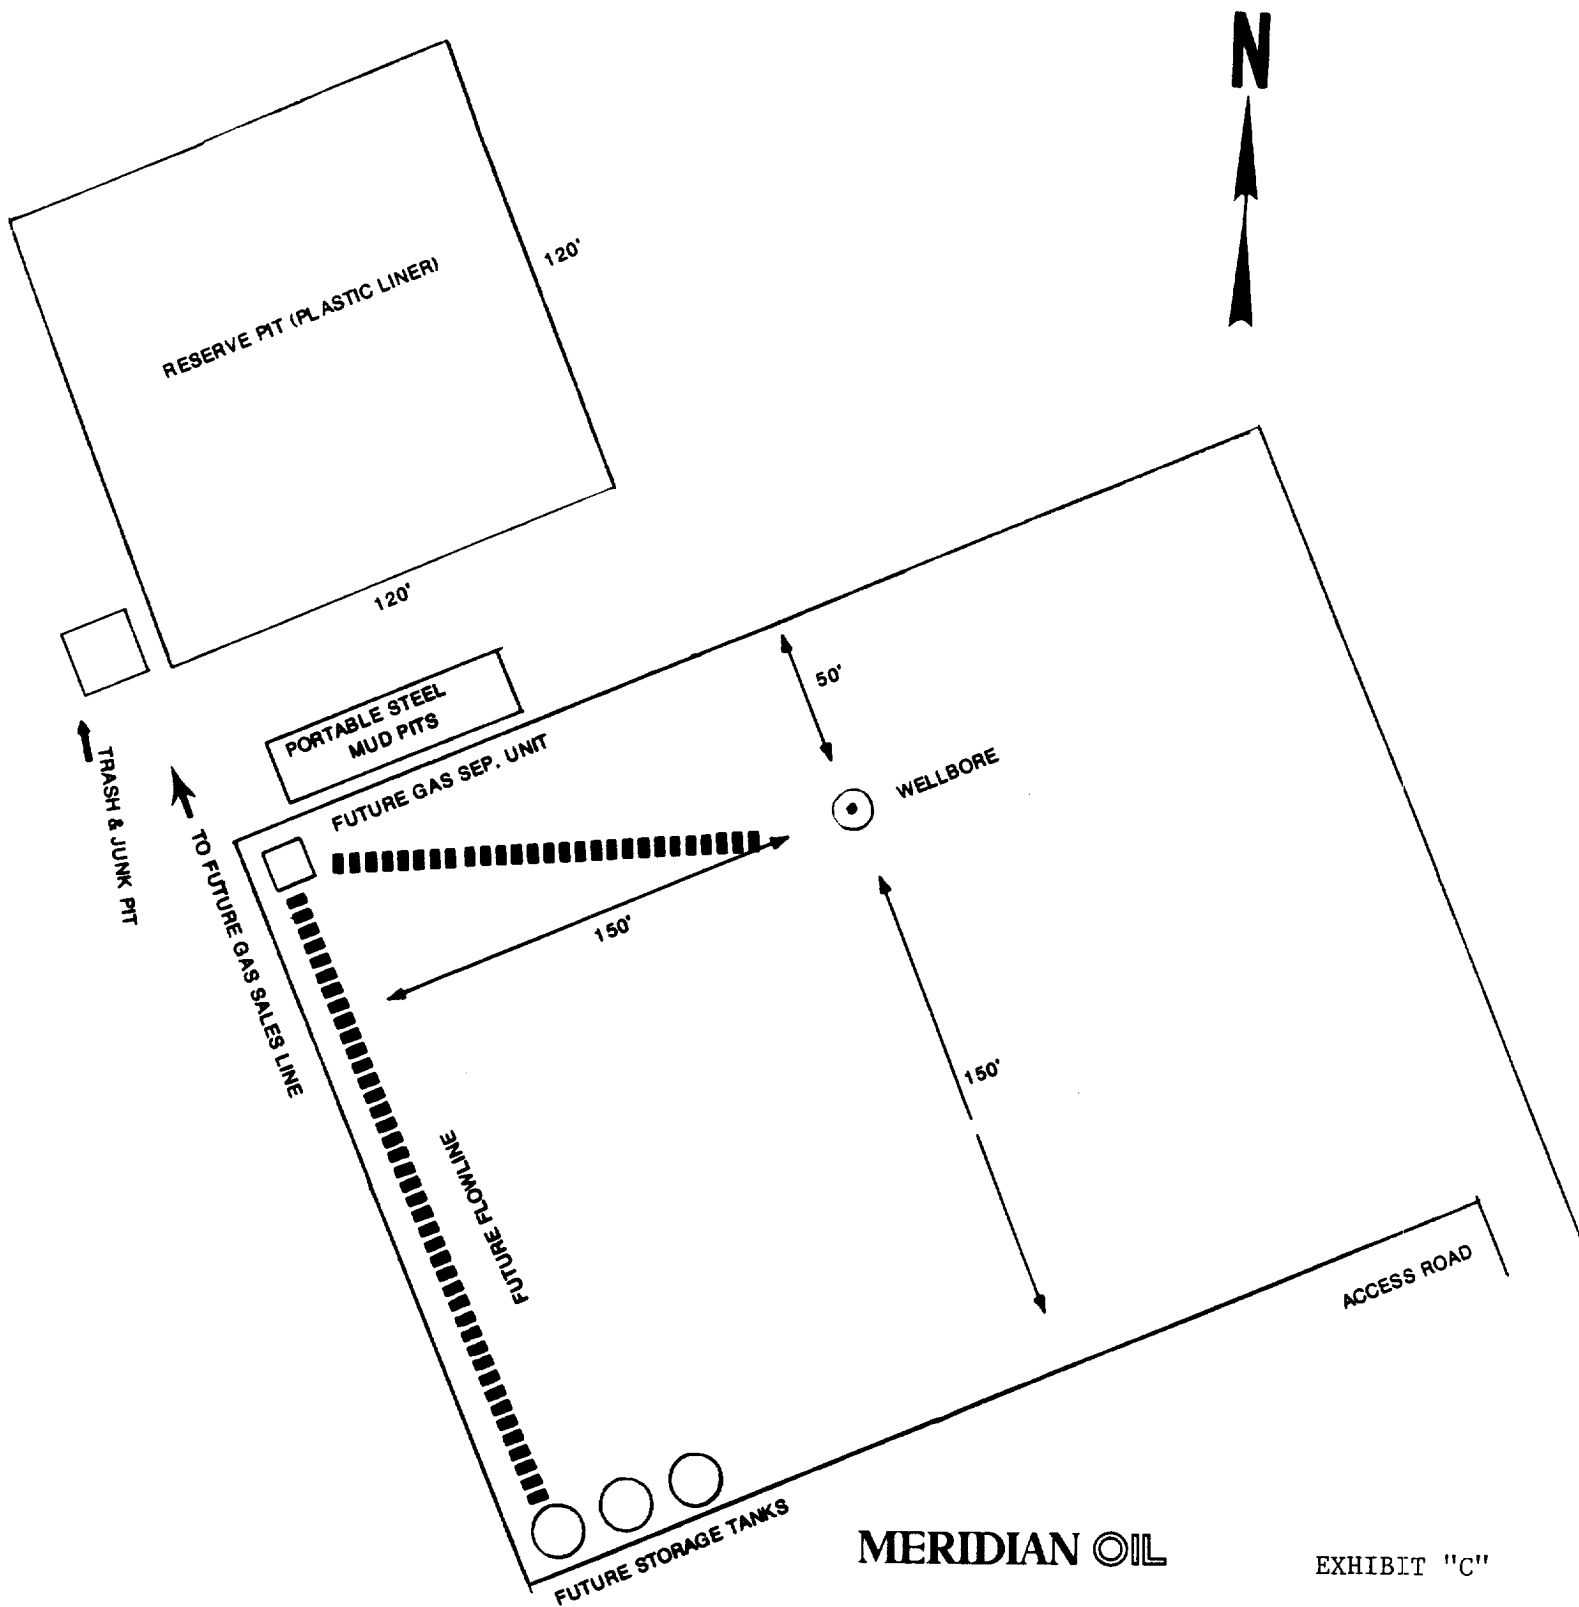 N
120'
RESERVE PIT (PLASTIC LINER)
120'
50'
PORTABLE STEEL
MUD PITS
FUTURE GAS SEP. UNIT
WELLBORE
TRASH & JUNK PIT
TO FUTURE GAS SALES LINE
150'
150'
FUTURE FLOWLINE
ACCESS ROAD
FUTURE STORAGE TANKS
MERIDIAN OIL
EXHIBIT "C"